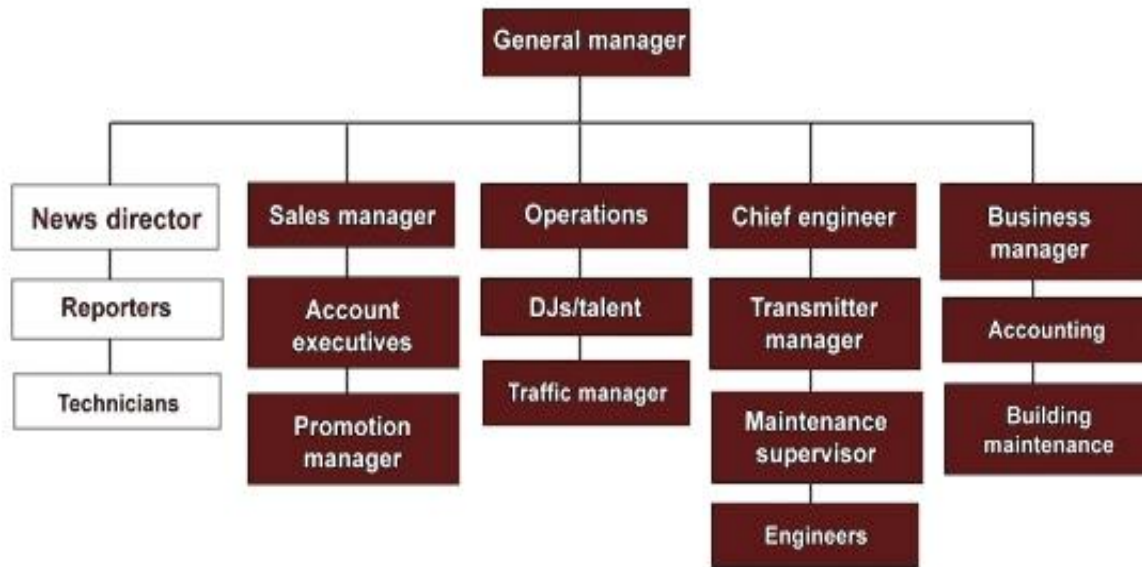 General manager
News director
Reporters
Technicians
Sales manager
Account
executives
Promotion
manager
Operations
DJs/talent
Traffic manager
Chief engineer
Transmitter
manager
Maintenance
supervisor
Engineers
Business
manager
Accounting
Building
maintenance